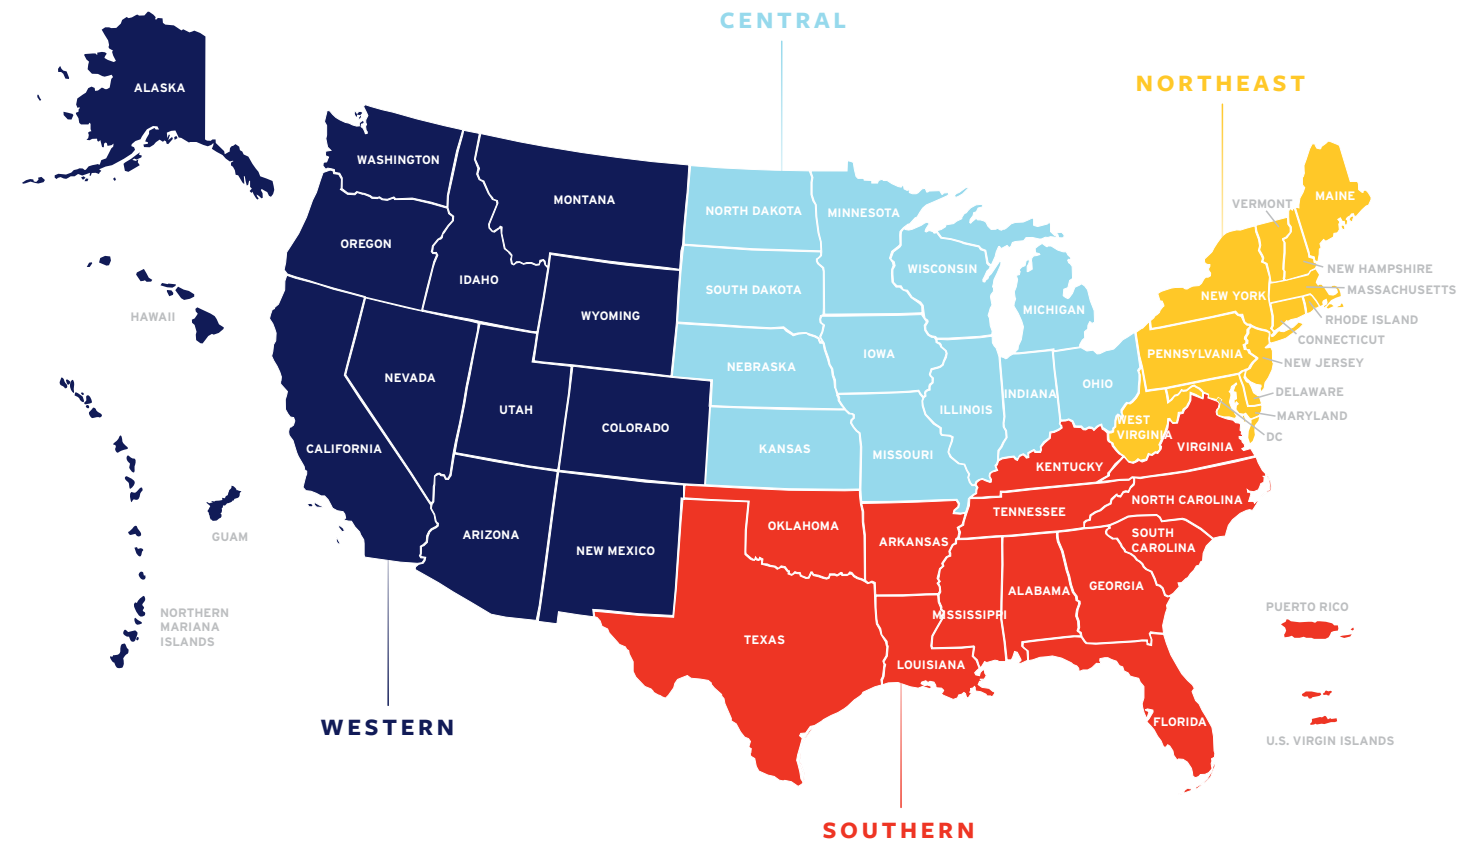 CENTRAL
NORTHEAST
ALASKA
WASHINGTON
MONTANA
NORTH DAKOTA
MINNESOTA
VERMONT
MAINE
OREGON
IDAHO
WISCONSIN
NEW HAMPSHIRE
SOUTH DAKOTA
NEW YORK
MASSACHUSETTS
HAWAII
WYOMING
MICHIGAN
RHODE ISLAND
CONNECTICUT
IOWA
PENNSYLVANIA
NEW JERSEY
NEVADA
NEBRASKA
INDIANA
OHIO
DELAWARE
UTAH
ILLINOIS
MARYLAND
COLORADO
WEST
VIRGINIA
DC
CALIFORNIA
KANSAS
MISSOURI
VIRGINIA
KENTUCKY
NORTH CAROLINA
TENNESSEE
GUAM
ARIZONA
NEW MEXICO
OKLAHOMA
ARKANSAS
SOUTH
CAROLINA
ALABAMA
GEORGIA
NORTHERN
MARIANA
ISLANDS
MISSISSIPPI
PUERTO RICO
TEXAS
LOUISIANA
WESTERN
FLORIDA
U.S. VIRGIN ISLANDS
SOUTHERN